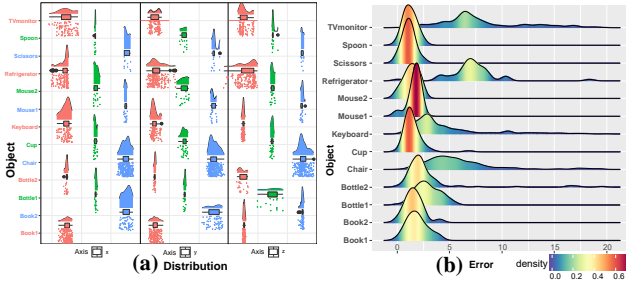 TVmonitor
Spoon
Scissors
Refrigerator
Mouse2
Mouse1
Keyboard
Cup
Chair
Bottle2
Bottle1
Book2
Book1
Object
Axis x
Axis y
Axis z
(a) Distribution
TVmonitor
Spoon
Scissors
Refrigerator
Mouse2
Mouse1
Keyboard
Cup
Chair
Bottle2
Bottle1
Book2
Book1
Object
0 5 10 15 20
(b) Error
density
0.0 0.2 0.4 0.6